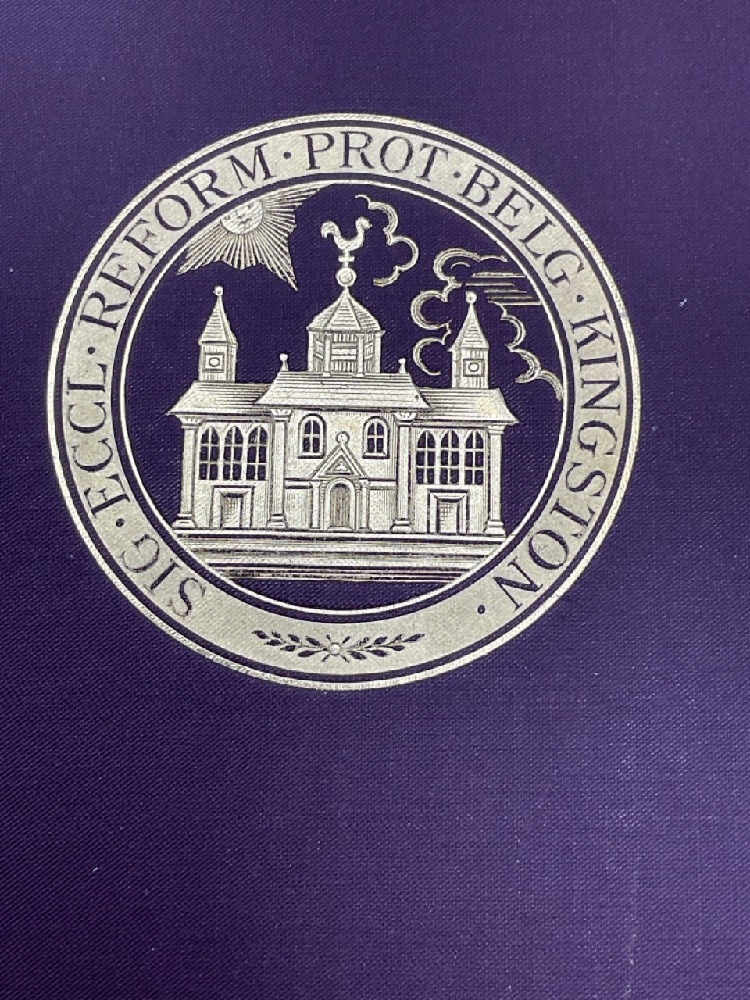 SIG · ECCL · REFORM · PROT · BELG · KINGSTON ·